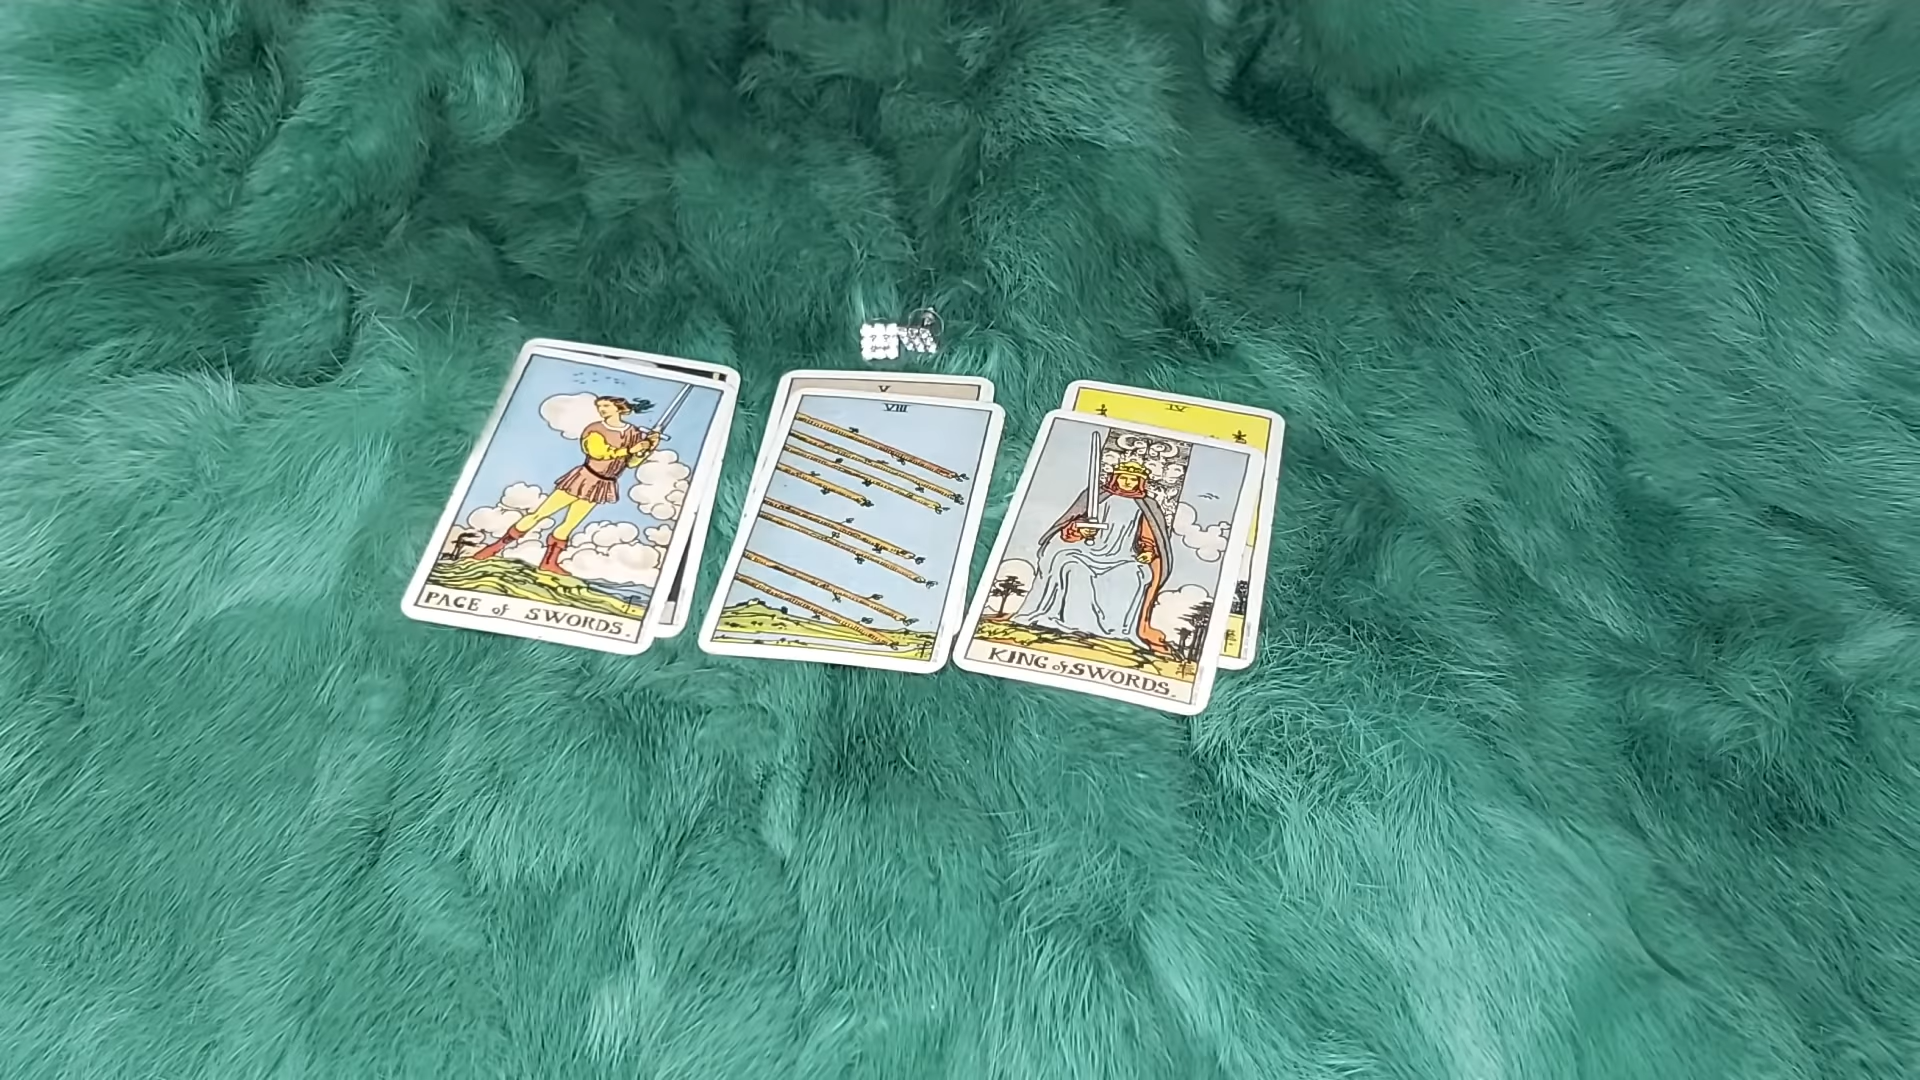 V
VIII
IV
PAGE of SWORDS.
KING of SWORDS.